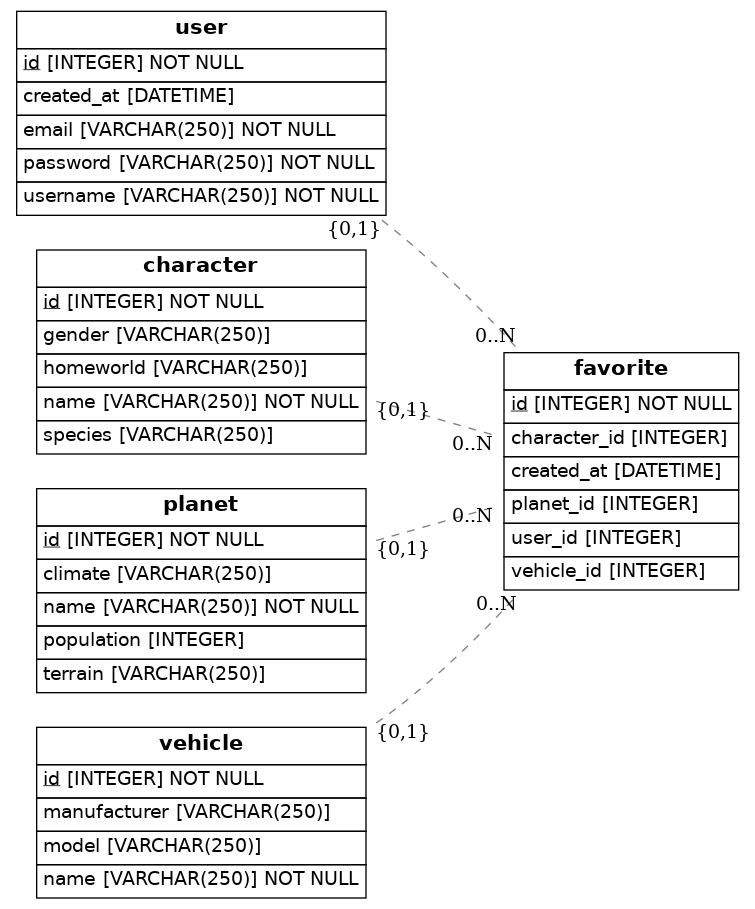 user
id [INTEGER] NOT NULL
created_at [DATETIME]
email [VARCHAR(250)] NOT NULL
password [VARCHAR(250)] NOT NULL
username [VARCHAR(250)] NOT NULL
{0,1}
0..N
character
id [INTEGER] NOT NULL
gender [VARCHAR(250)]
homeworld [VARCHAR(250)]
name [VARCHAR(250)] NOT NULL
species [VARCHAR(250)]
{0,1}
0..N
favorite
id [INTEGER] NOT NULL
character_id [INTEGER]
created_at [DATETIME]
planet_id [INTEGER]
user_id [INTEGER]
vehicle_id [INTEGER]
planet
id [INTEGER] NOT NULL
climate [VARCHAR(250)]
name [VARCHAR(250)] NOT NULL
population [INTEGER]
terrain [VARCHAR(250)]
0..N
{0,1}
0..N
{0,1}
vehicle
id [INTEGER] NOT NULL
manufacturer [VARCHAR(250)]
model [VARCHAR(250)]
name [VARCHAR(250)] NOT NULL